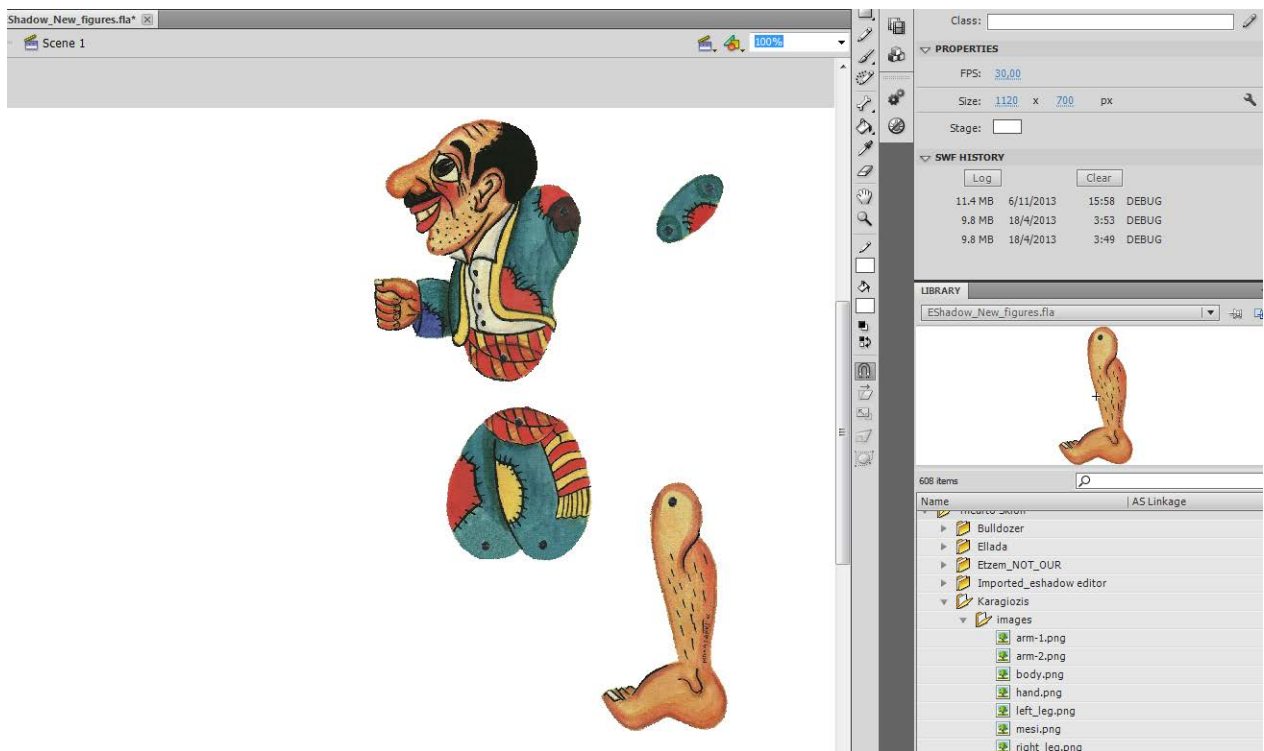 Shadow_New_figures.fla*
Scene 1
100%
Class:
PROPERTIES
FPS: 30,00
Size: 1120 x 700 px
Stage:
SWF HISTORY
Log Clear
11.4 MB 6/11/2013 15:58 DEBUG
9.8 MB 18/4/2013 3:53 DEBUG
9.8 MB 18/4/2013 3:49 DEBUG
LIBRARY
EShadow_New_figures.fla
608 items
Name AS Linkage
Bulldozer
Ellada
Etzem_NOT_OUR
Imported_eshadow editor
Karagiozis
images
arm-1.png
arm-2.png
body.png
hand.png
left_leg.png
mesi.png
right_leg.png